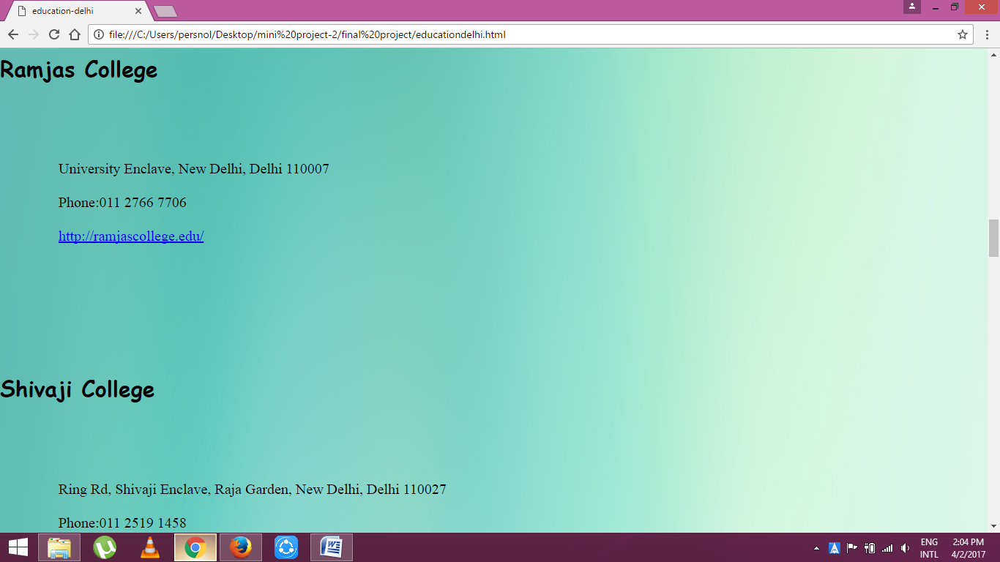 education-delhi
file:///C:/Users/persnol/Desktop/mini%20project-2/final%20project/educationdelhi.html
Ramjas College
University Enclave, New Delhi, Delhi 110007
Phone:011 2766 7706
http://ramjascollege.edu/
Shivaji College
Ring Rd, Shivaji Enclave, Raja Garden, New Delhi, Delhi 110027
Phone:011 2519 1458
ENG 2:04 PM
INTL 4/2/2017